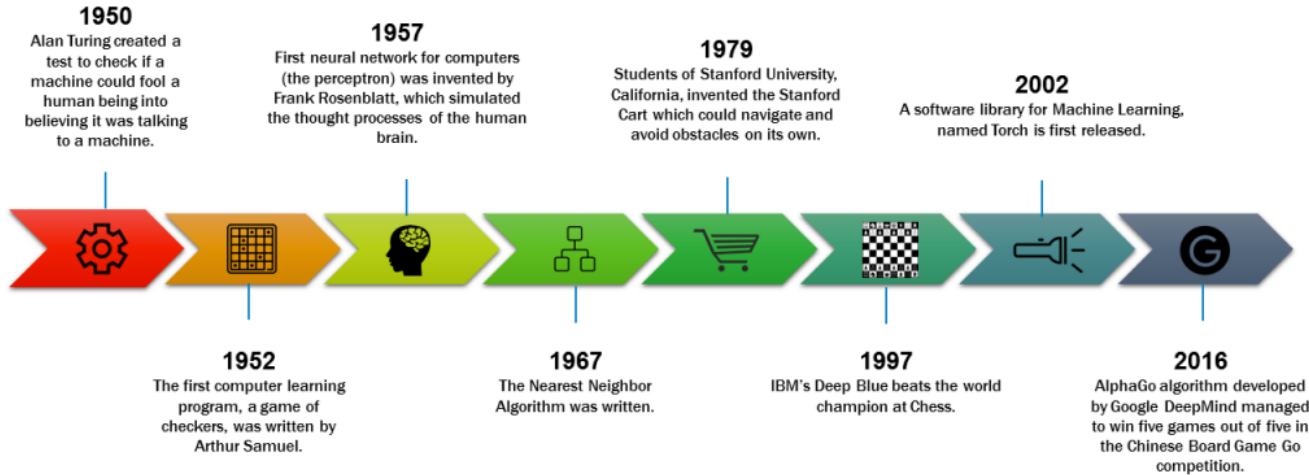 1950
Alan Turing created a
test to check if a
machine could fool a
human being into
believing it was talking
to a machine.
1952
The first computer learning
program, a game of
checkers, was written by
Arthur Samuel.
1957
First neural network for computers
(the perceptron) was invented by
Frank Rosenblatt, which simulated
the thought processes of the human
brain.
1967
The Nearest Neighbor
Algorithm was written.
1979
Students of Stanford University,
California, invented the Stanford
Cart which could navigate and
avoid obstacles on its own.
1997
IBM's Deep Blue beats the world
champion at Chess.
2002
A software library for Machine Learning,
named Torch is first released.
G
2016
AlphaGo algorithm developed
by Google DeepMind managed
to win five games out of five in
the Chinese Board Game Go
competition.